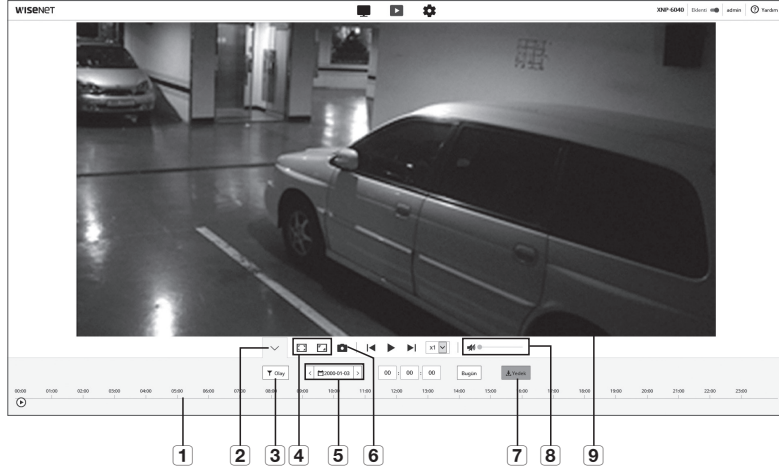 WISENET
XNP-6040 Eklenti admin ? Yardım
x1
Olay < 2000-01-03 > 00 : 00 : 00 Bugün Yedek
00:00 01:00 02:00 03:00 04:00 05:00 06:00 07:00 08:00 09:00 10:00 11:00 12:00 13:00 14:00 15:00 16:00 17:00 18:00 19:00 20:00 21:00 22:00 23:00
1 2 3 4 5 6 7 8 9